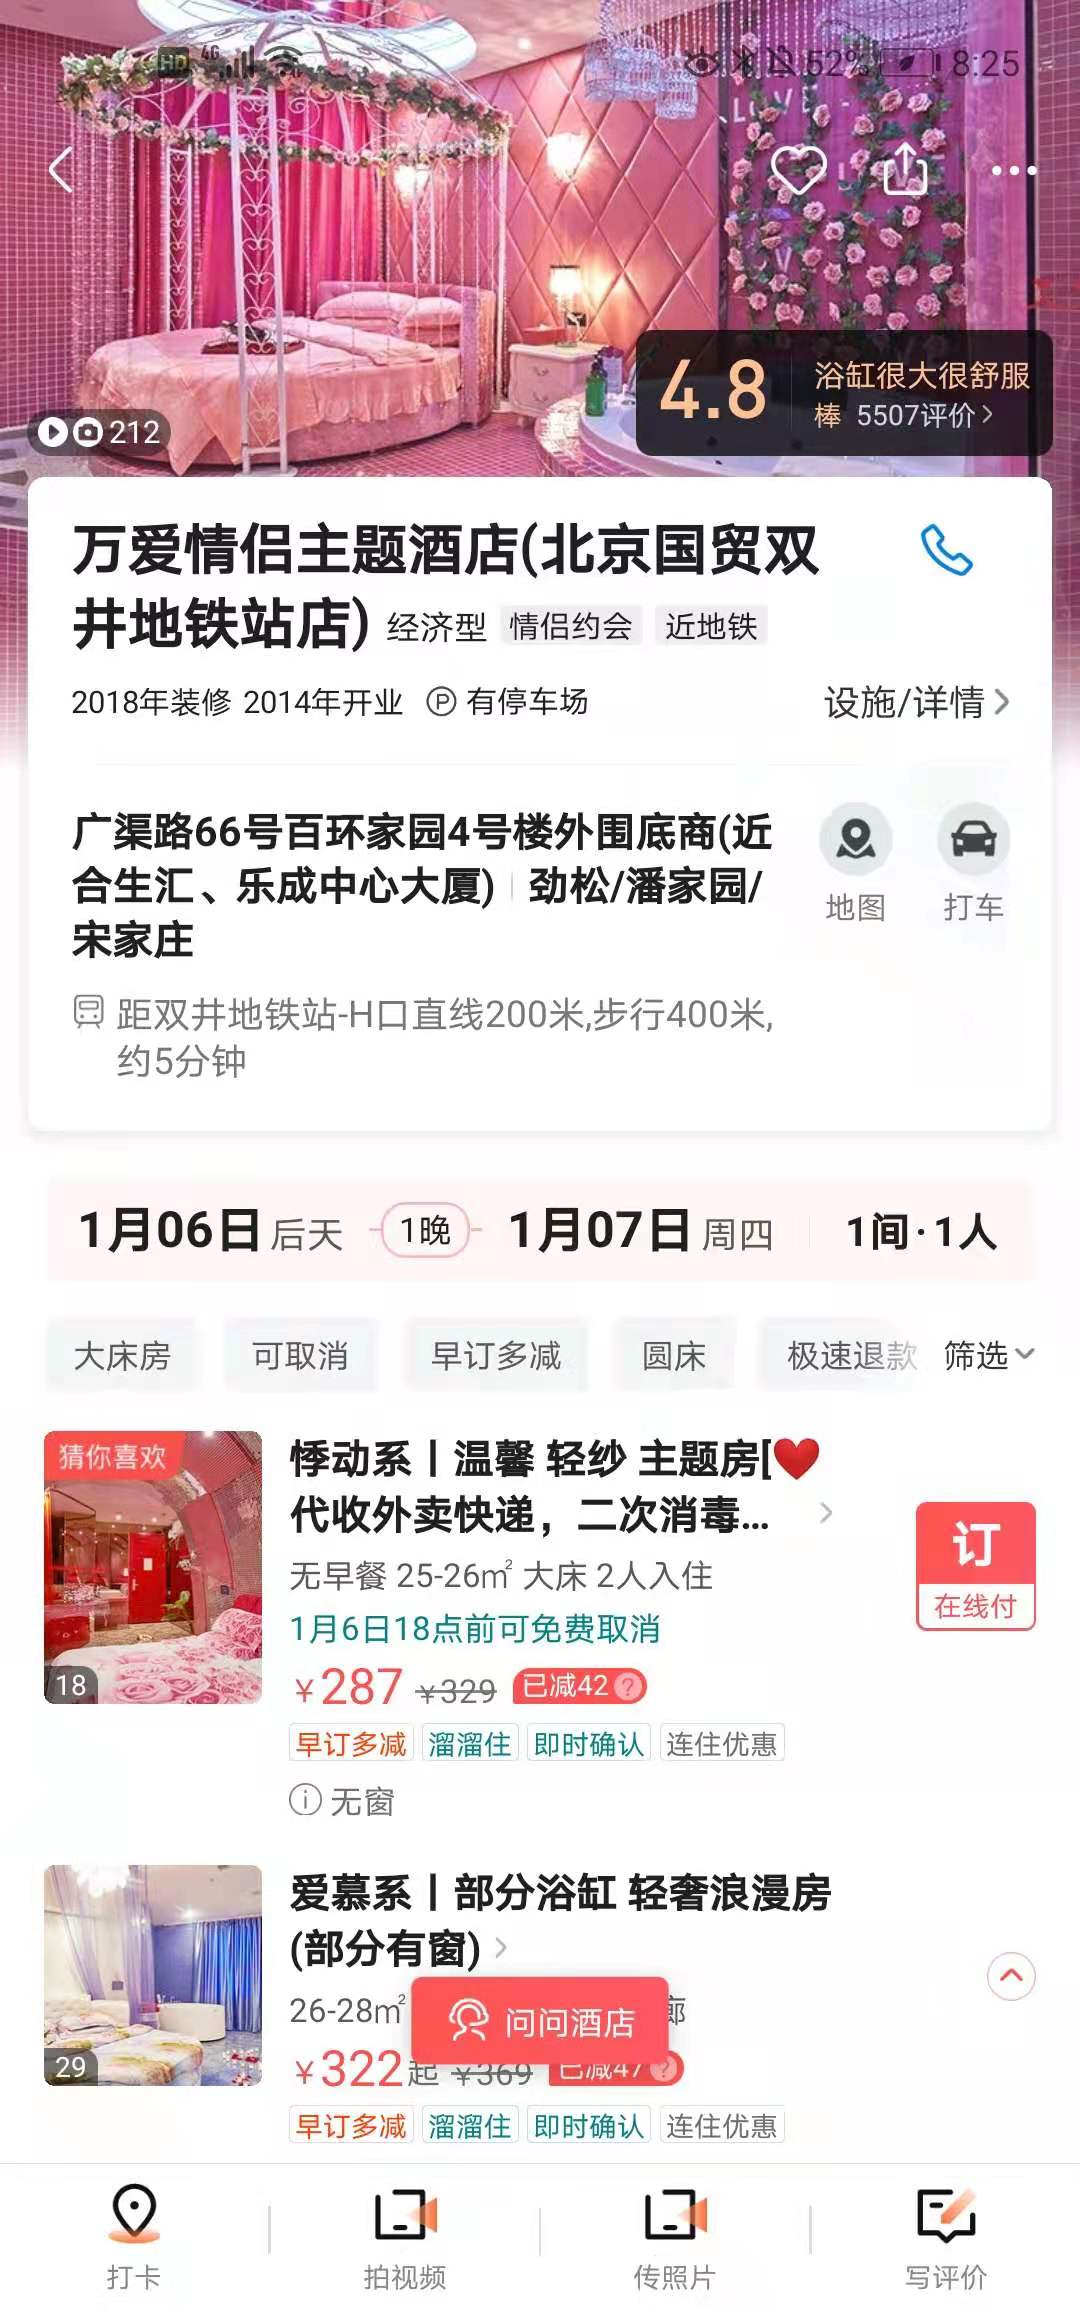 HD 4G 52% 8:25
LOVE
4.8
浴缸很大很舒服
棒 5507评价
212
万爱情侣主题酒店(北京国贸双
井地铁站店) 经济型 情侣约会 近地铁
2018年装修 2014年开业 P 有停车场 设施/详情
广渠路66号百环家园4号楼外围底商(近
合生汇、乐成中心大厦) 劲松/潘家园/
宋家庄
地图 打车
距双井地铁站-H口直线200米,步行400米,
约5分钟
1月06日 后天 1晚 1月07日 周四 1间·1人
大床房 可取消 早订多减 圆床 极速退款 筛选
猜你喜欢
18
悸动系丨温馨 轻纱 主题房[❤️
代收外卖快递，二次消毒...
无早餐 25-26㎡ 大床 2人入住
1月6日18点前可免费取消
¥287 ¥329 已减42 ?
早订多减 溜溜住 即时确认 连住优惠
无窗
订
在线付
29
爱慕系丨部分浴缸 轻奢浪漫房
(部分有窗)
26-28㎡
问问酒店
¥322起 ¥369 已减47 ?
早订多减 溜溜住 即时确认 连住优惠
打卡 拍视频 传照片 写评价